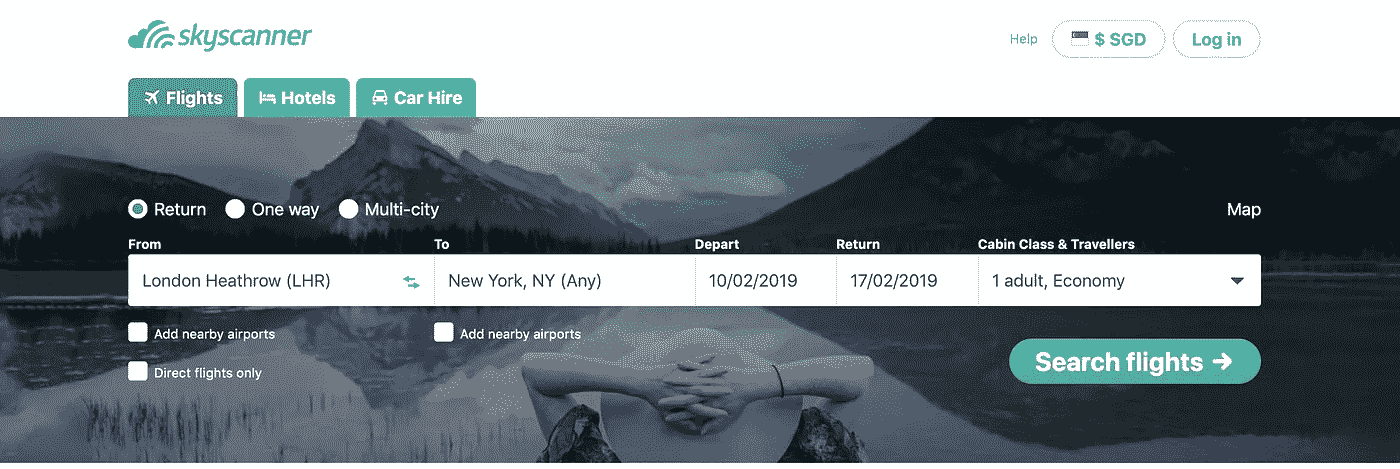 skyscanner
Help
$ SGD
Log in
Flights
Hotels
Car Hire
Return
One way
Multi-city
Map
From
To
Depart
Return
Cabin Class & Travellers
London Heathrow (LHR)
New York, NY (Any)
10/02/2019
17/02/2019
1 adult, Economy
Add nearby airports
Add nearby airports
Direct flights only
Search flights